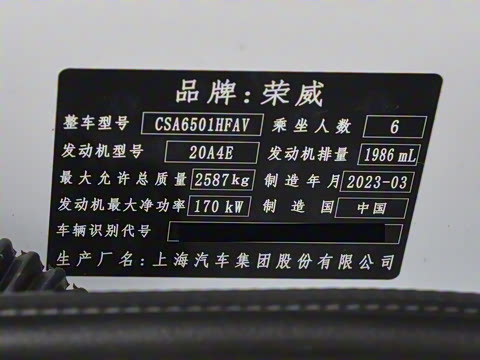 品牌:荣威
整车型号 CSA6501HFAV 乘坐人数 6
发动机型号 20A4E 发动机排量 1986 mL
最大允许总质量 2587kg 制造年月 2023-03
发动机最大净功率 170 kW 制造国 中国
车辆识别代号
生产厂名:上海汽车集团股份有限公司